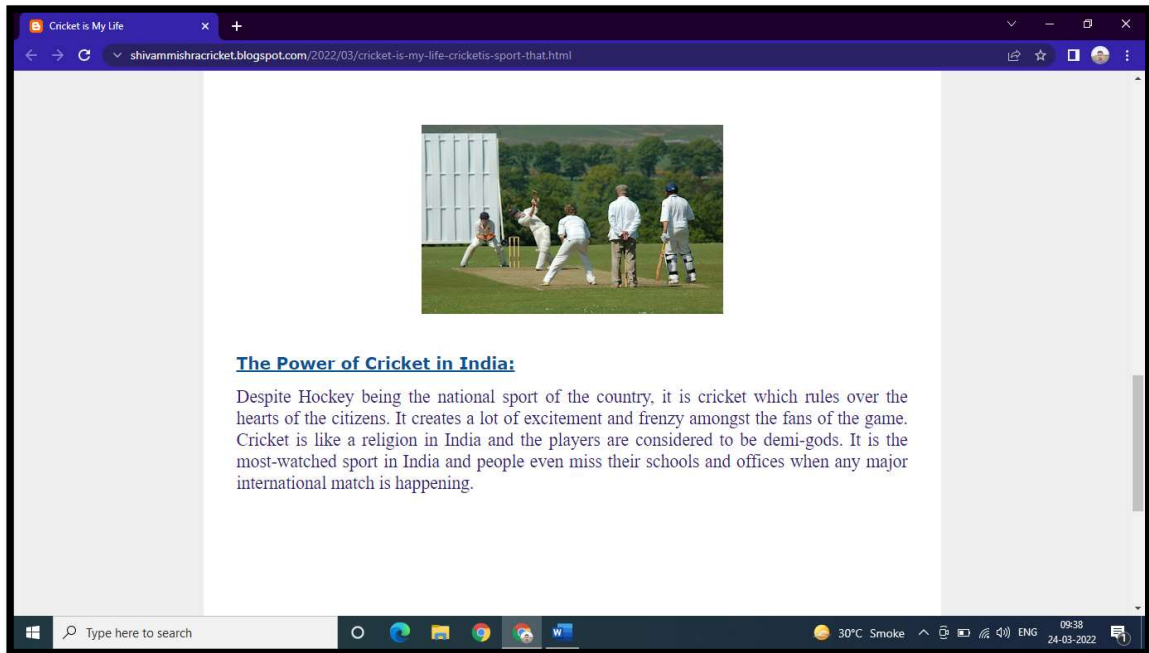 Cricket is My Life
shivammishracricket.blogspot.com/2022/03/cricket-is-my-life-cricketis-sport-that.html
The Power of Cricket in India:
Despite Hockey being the national sport of the country, it is cricket which rules over the
hearts of the citizens. It creates a lot of excitement and frenzy amongst the fans of the game.
Cricket is like a religion in India and the players are considered to be demi-gods. It is the
most-watched sport in India and people even miss their schools and offices when any major
international match is happening.
Type here to search
W
30°C Smoke
ENG
09:38
24-03-2022
1